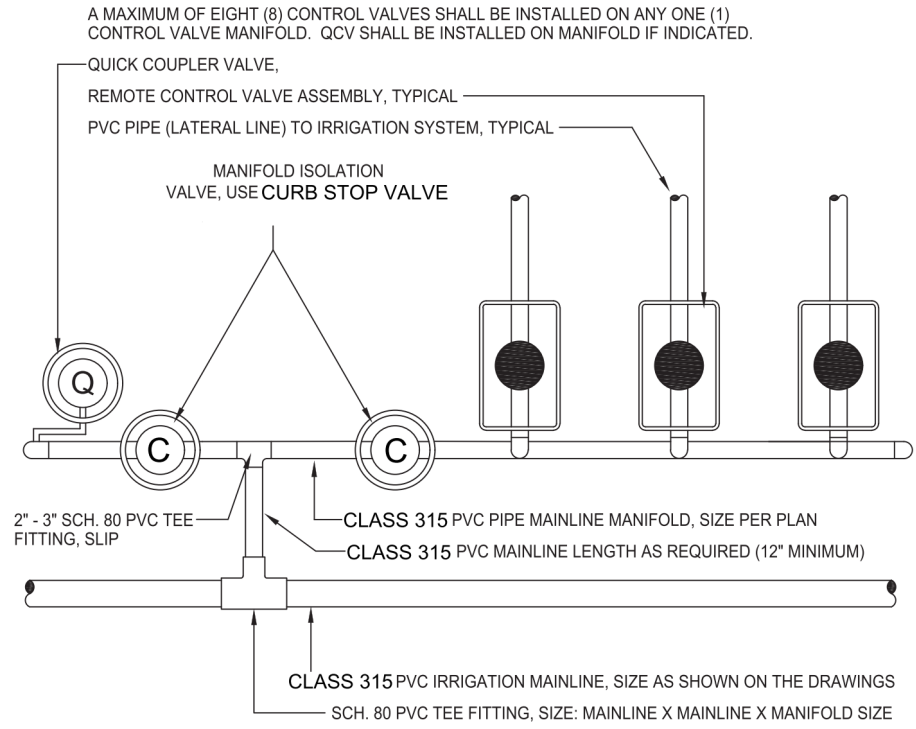 A MAXIMUM OF EIGHT (8) CONTROL VALVES SHALL BE INSTALLED ON ANY ONE (1)
CONTROL VALVE MANIFOLD. QCV SHALL BE INSTALLED ON MANIFOLD IF INDICATED.
QUICK COUPLER VALVE,
REMOTE CONTROL VALVE ASSEMBLY, TYPICAL
PVC PIPE (LATERAL LINE) TO IRRIGATION SYSTEM, TYPICAL
MANIFOLD ISOLATION
VALVE, USE CURB STOP VALVE
Q
C
C
2" - 3" SCH. 80 PVC TEE
FITTING, SLIP
CLASS 315 PVC PIPE MAINLINE MANIFOLD, SIZE PER PLAN
CLASS 315 PVC MAINLINE LENGTH AS REQUIRED (12" MINIMUM)
CLASS 315 PVC IRRIGATION MAINLINE, SIZE AS SHOWN ON THE DRAWINGS
SCH. 80 PVC TEE FITTING, SIZE: MAINLINE X MAINLINE X MANIFOLD SIZE